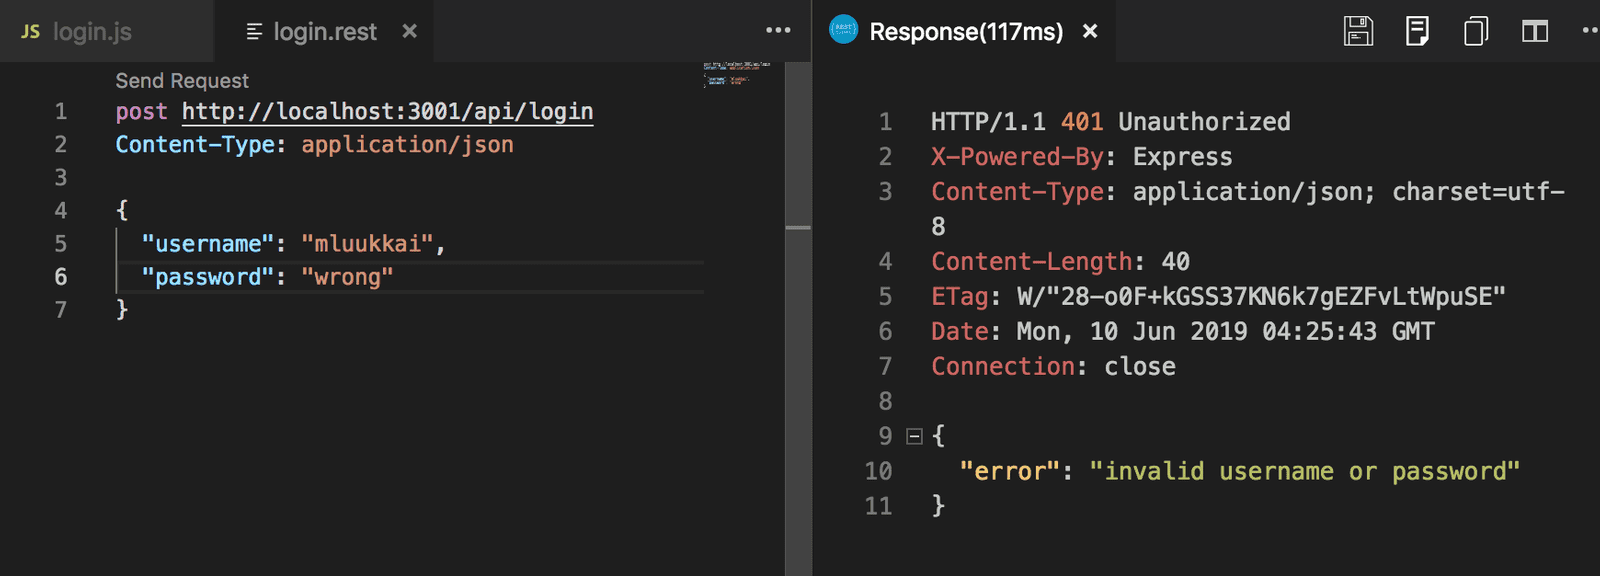 JS login.js
login.rest ×
Send Request
1 post http://localhost:3001/api/login
2 Content-Type: application/json
3
4 {
5 "username": "mluukkai",
6 "password": "wrong"
7 }
Response(117ms) ×
1 HTTP/1.1 401 Unauthorized
2 X-Powered-By: Express
3 Content-Type: application/json; charset=utf-
8
4 Content-Length: 40
5 ETag: W/"28-o0F+kGSS37KN6k7gEZFvLtWpuSE"
6 Date: Mon, 10 Jun 2019 04:25:43 GMT
7 Connection: close
8
9 {
10 "error": "invalid username or password"
11 }